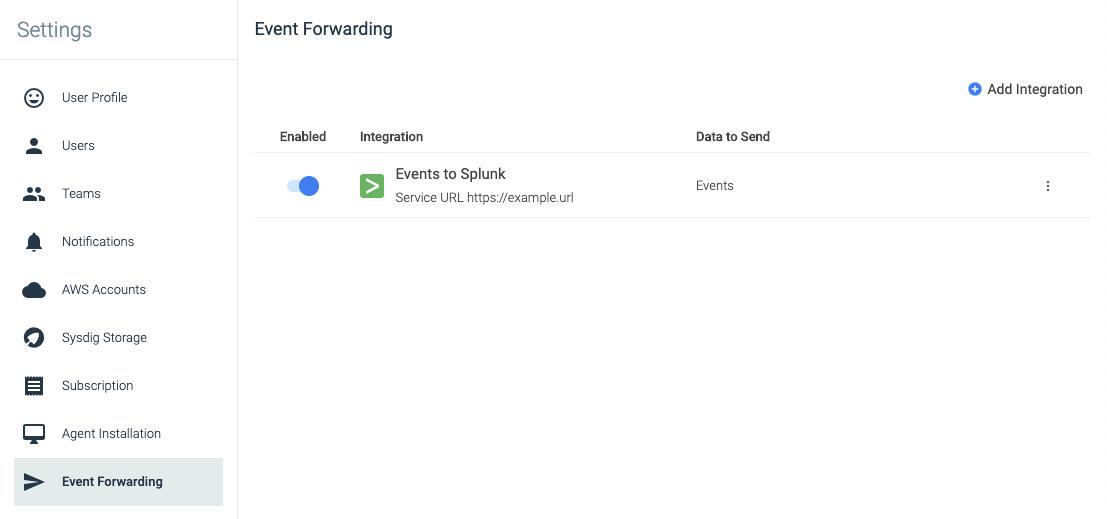 Settings
User Profile
Users
Teams
Notifications
AWS Accounts
Sysdig Storage
Subscription
Agent Installation
Event Forwarding
Event Forwarding
Add Integration
Enabled Integration Data to Send
Events to Splunk
Service URL https://example.url
Events